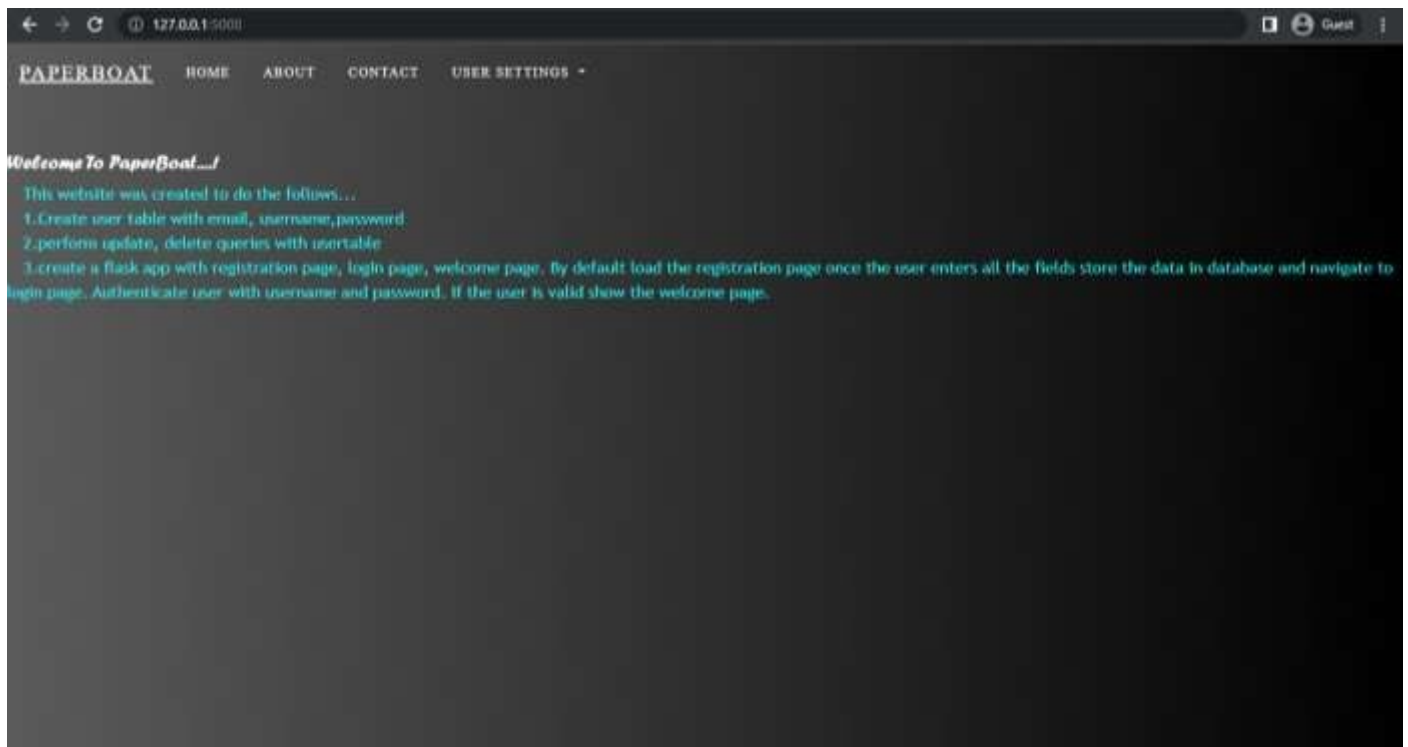 127.0.0.1:5000 Guest
PAPERBOAT HOME ABOUT CONTACT USER SETTINGS
Welcome To PaperBoat....!
This website was created to do the follows...
1.Create user table with email, username,password
2.perform update, delete queries with usertable
3.create a flask app with registration page, login page, welcome page. By default load the registration page once the user enters all the fields store the data in database and navigate to
login page. Authenticate user with username and password. If the user is valid show the welcome page.